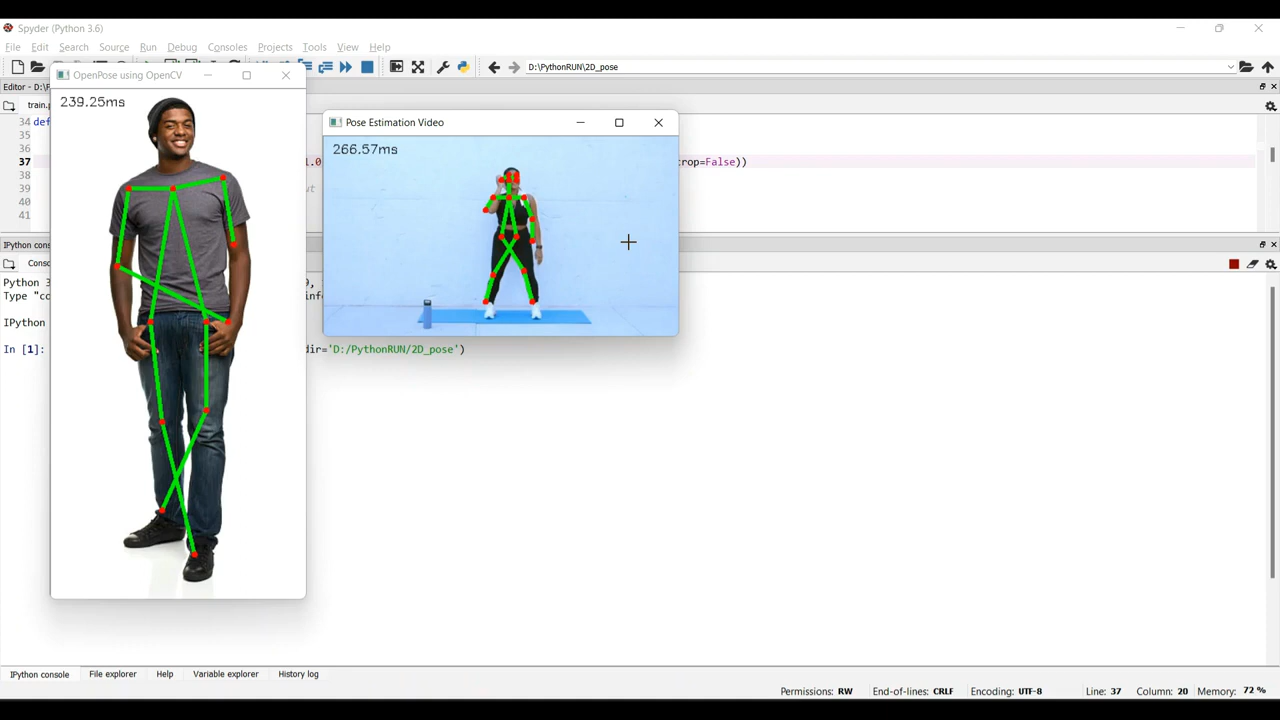 Spyder (Python 3.6)
File Edit Search Source Run Debug Consoles Projects Tools View Help
D:\PythonRUN\2D_pose
OpenPose using OpenCV
239.25ms
Pose Estimation Video
266.57ms
Editor - D:\
train.
34 def
35
36
37
38
39
40
41
rop=False))
IPython
Python 3
Type
IPython
In [1]:
dir='D:/PythonRUN/2D_pose')
IPython console File explorer Help Variable explorer History log
Permissions: RW End-of-lines: CRLF Encoding: UTF-8 Line: 37 Column: 20 Memory: 72 %